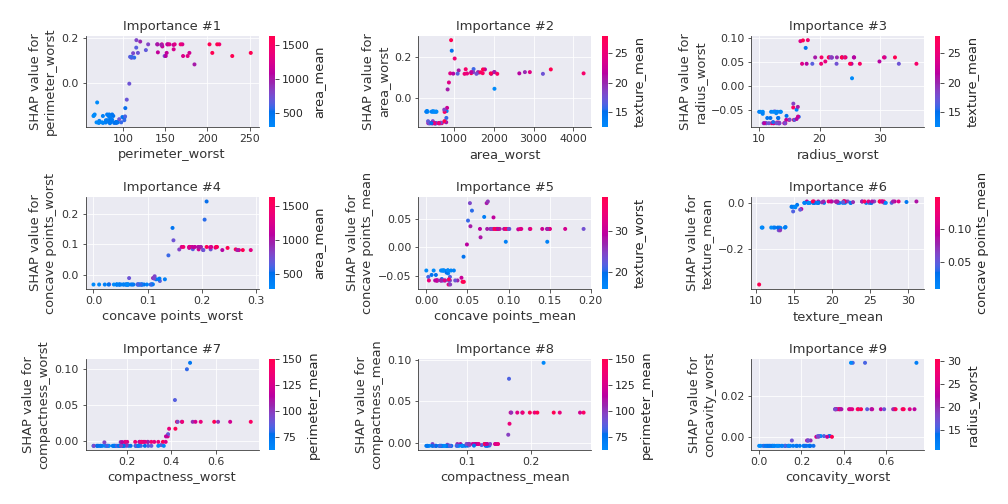 Importance #1
SHAP value for
perimeter_worst
0.2
0.0
100
150
200
250
perimeter_worst
1500
1000
500
area_mean
Importance #2
SHAP value for
area_worst
0.2
0.0
1000
2000
3000
4000
area_worst
25
20
15
texture_mean
Importance #3
SHAP value for
radius_worst
0.10
0.05
0.00
−0.05
10
20
30
radius_worst
25
20
15
texture_mean
Importance #4
SHAP value for
concave points_worst
0.2
0.1
0.0
0.0
0.1
0.2
0.3
concave points_worst
1500
1000
500
area_mean
Importance #5
SHAP value for
concave points_mean
0.05
0.00
−0.05
0.00
0.05
0.10
0.15
0.20
concave points_mean
30
20
texture_worst
Importance #6
SHAP value for
texture_mean
0.0
−0.2
10
15
20
25
30
texture_mean
0.10
0.05
concave points_mean
Importance #7
SHAP value for
compactness_worst
0.10
0.05
0.00
0.2
0.4
0.6
compactness_worst
150
125
100
75
perimeter_mean
Importance #8
SHAP value for
compactness_mean
0.10
0.05
0.00
0.1
0.2
compactness_mean
150
125
100
75
perimeter_mean
Importance #9
SHAP value for
concavity_worst
0.02
0.00
0.0
0.2
0.4
0.6
concavity_worst
30
25
20
15
radius_worst